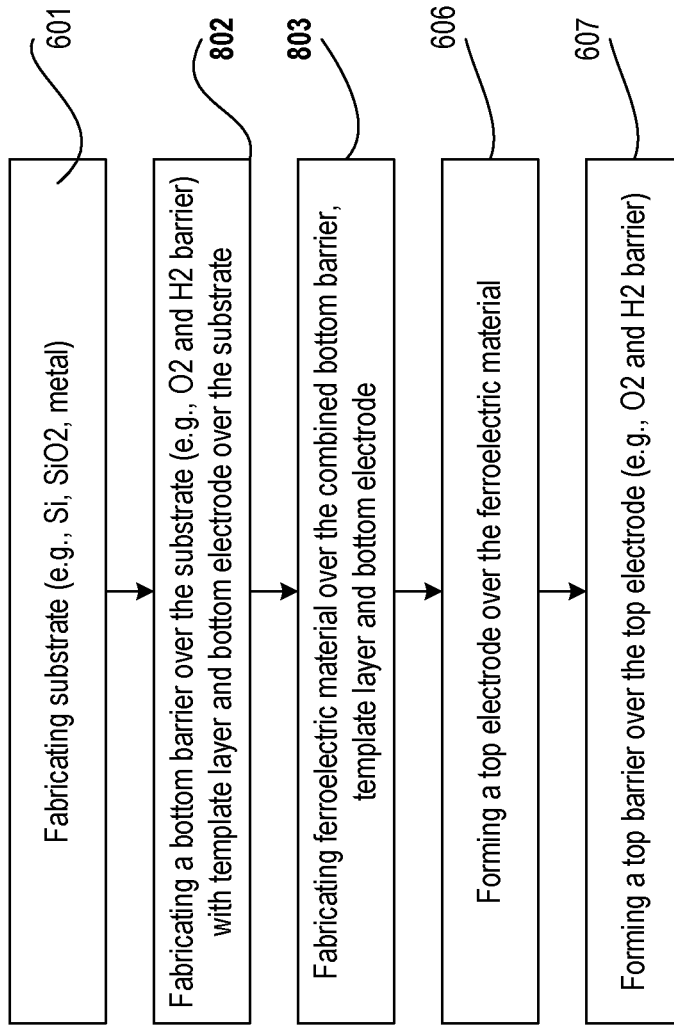 Fabricating substrate (e.g., Si, SiO2, metal)
601
Fabricating a bottom barrier over the substrate (e.g., O2 and H2 barrier)
with template layer and bottom electrode over the substrate
802
Fabricating ferroelectric material over the combined bottom barrier,
template layer and bottom electrode
803
Forming a top electrode over the ferroelectric material
606
Forming a top barrier over the top electrode (e.g., O2 and H2 barrier)
607